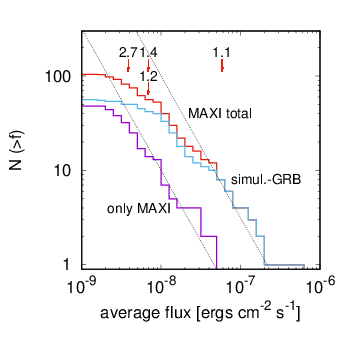 2.7 1.4 1.1
1.2
100
MAXI total
N (>f)
10
simul.-GRB
only MAXI
1
10-9 10-8 10-7 10-6
average flux [ergs cm-2 s-1]